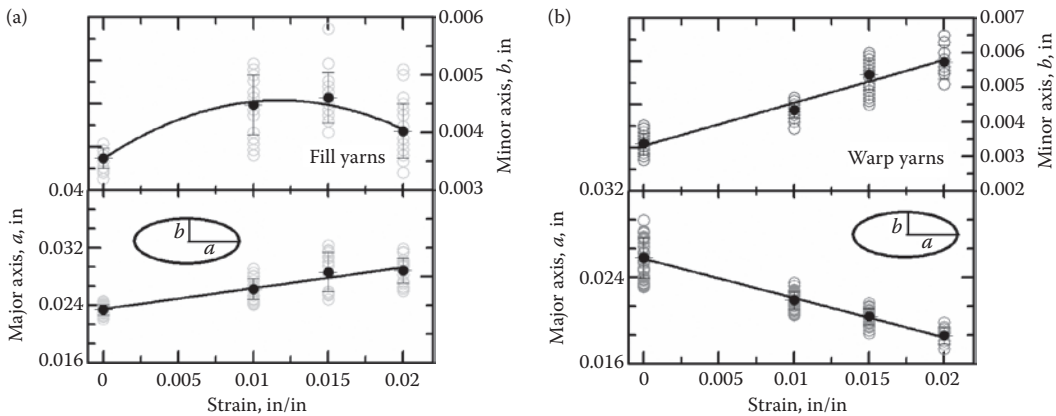 (a)
0.006
0.005
0.004
0.003
Minor axis, b, in
Fill yarns
0.04
0.032
0.024
0.016
Major axis, a, in
b
a
0 0.005 0.01 0.015 0.02
Strain, in/in
(b)
0.007
0.006
0.005
0.004
0.003
0.002
Minor axis, b, in
Warp yarns
0.032
0.024
0.016
Major axis, a, in
b
a
0 0.005 0.01 0.015 0.02
Strain, in/in